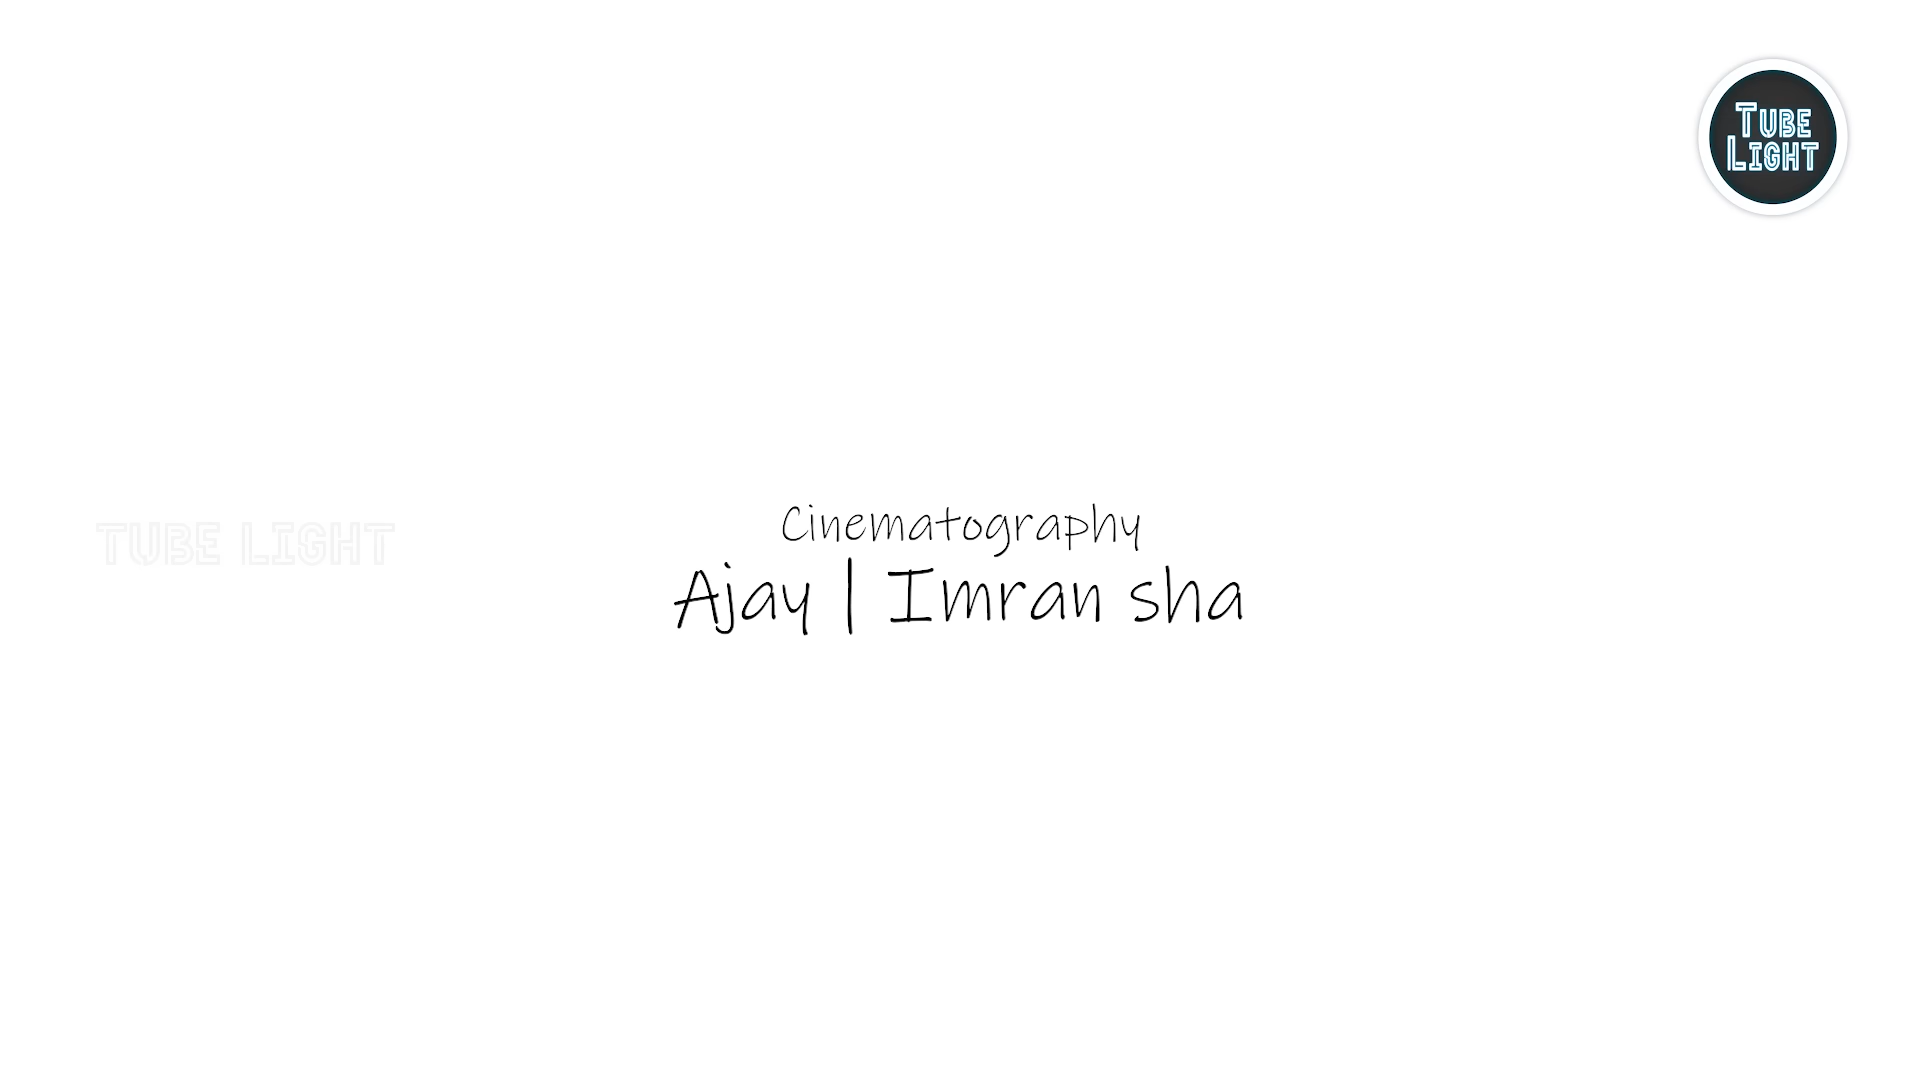 Tube
Light
TUBE LIGHT
Cinematography
Ajay | Imran sha